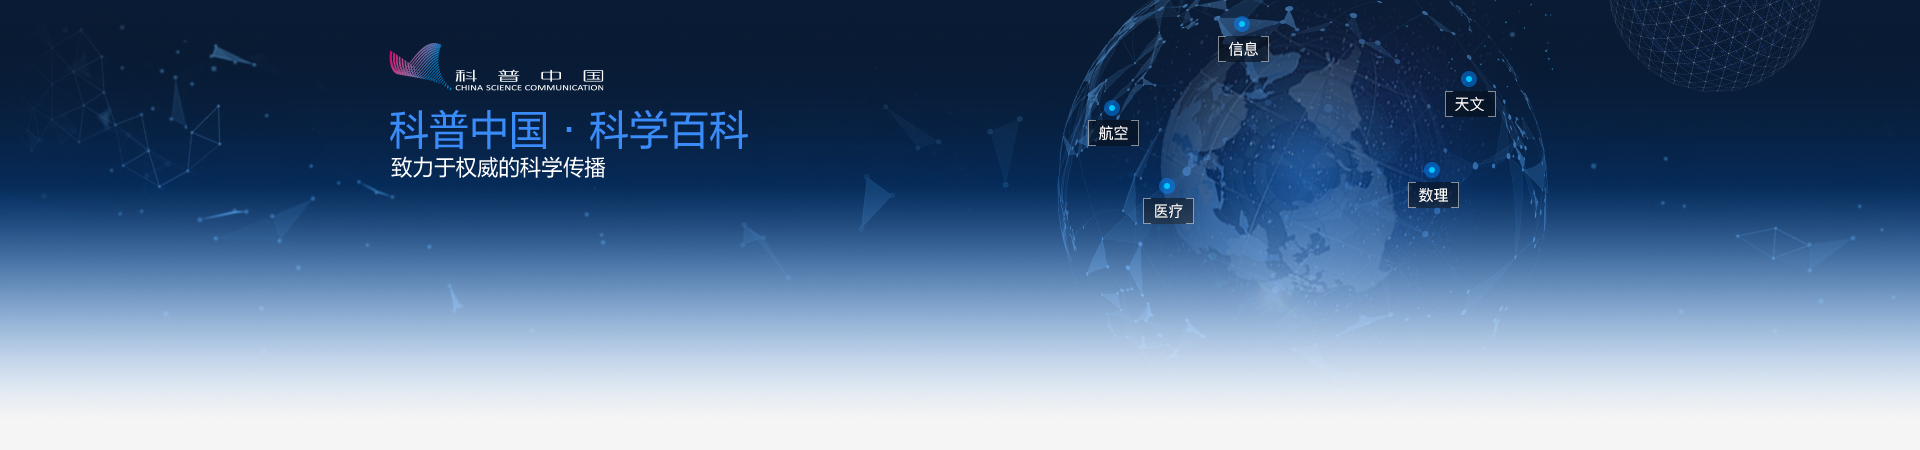 科普中国
CHINA SCIENCE COMMUNICATION
科普中国·科学百科
致力于权威的科学传播
信息
天文
航空
数理
医疗